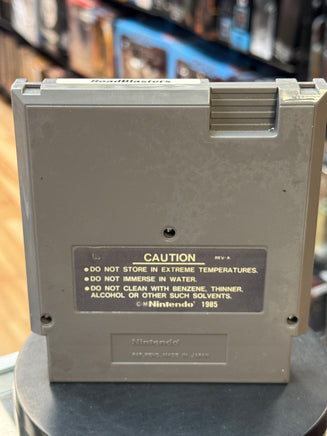 RoadBlasters
CAUTION REV-A
• DO NOT STORE IN EXTREME TEMPERATURES.
• DO NOT IMMERSE IN WATER.
• DO NOT CLEAN WITH BENZENE, THINNER,
ALCOHOL OR OTHER SUCH SOLVENTS.
©M Nintendo® 1985
Nintendo®
MADE IN JAPAN